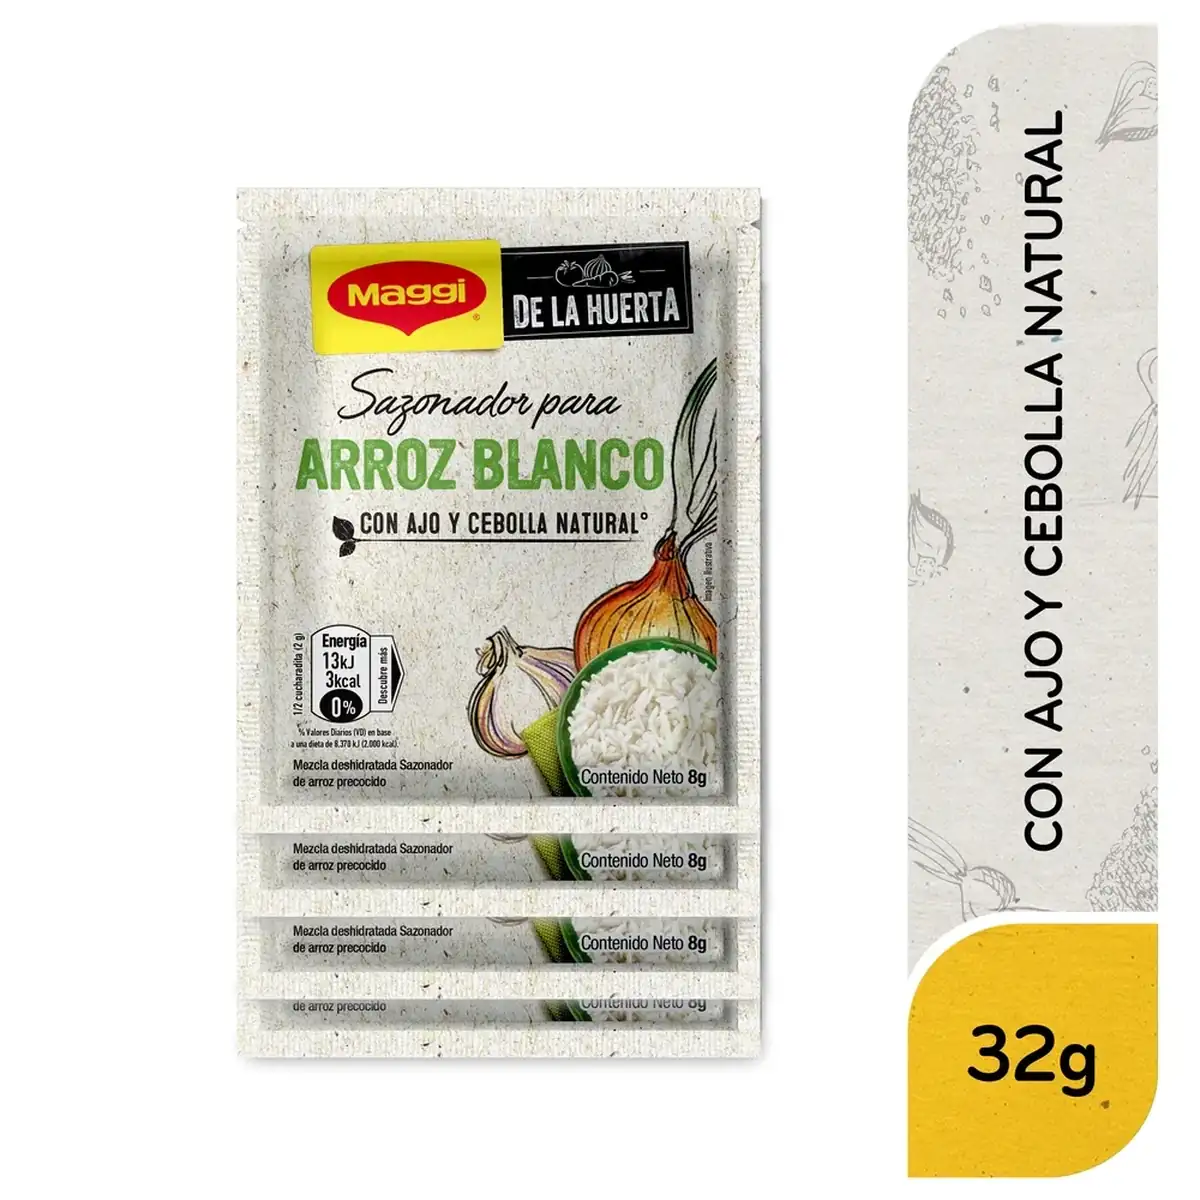 Maggi
®
DE LA HUERTA
Sazonador para
ARROZ BLANCO
CON AJO Y CEBOLLA NATURAL°
Imagen ilustrativa
1/2 cucharadita (2 g)
Energía
13kJ
3kcal
0%
Descubre más
% Valores Diarios (VD) en base
a una dieta de 8.370 kJ (2.000 kcal).
Mezcla deshidratada Sazonador
de arroz precocido
Contenido Neto 8g
Mezcla deshidratada Sazonador
de arroz precocido
Contenido Neto 8g
Mezcla deshidratada Sazonador
de arroz precocido
Contenido Neto 8g
de arroz precocido
Contenido Neto 8g
CON AJO Y CEBOLLA NATURAL
32g